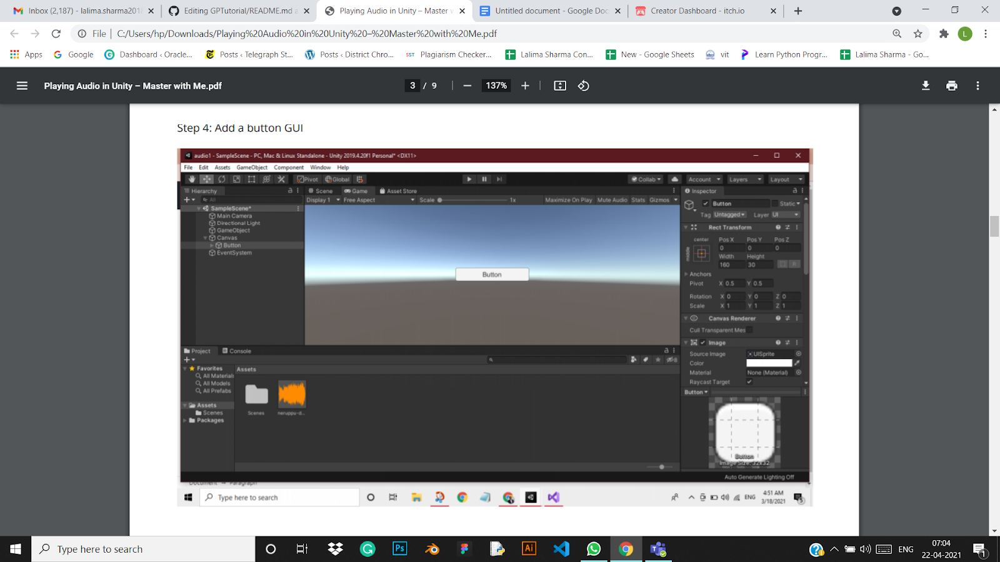 Inbox (2,187) - lalima.sharma201
Editing GPTutorial/README.md a
Playing Audio in Unity – Master w
Untitled document - Google Doc
Creator Dashboard - itch.io
File
C:/Users/hp/Downloads/Playing%20Audio%20in%20Unity%20–%20Master%20with%20Me.pdf
L
Apps
Google
Dashboard ‹ Oracle...
Posts ‹ Telegraph St...
Posts ‹ District Chro...
SST Plagiarism Checker...
Lalima Sharma Con...
New - Google Sheets
vit
Learn Python Progr...
Lalima Sharma - Go...
Playing Audio in Unity – Master with Me.pdf
3 / 9
137%
Step 4: Add a button GUI
audio1 - SampleScene - PC, Mac & Linux Standalone - Unity 2019.4.20f1 Personal* <DX11>
File Edit Assets GameObject Component Window Help
Pivot Global Collab Account Layers Layout
Hierarchy
Scene Game Asset Store
Inspector
All
Display 1 Free Aspect Scale 1x Maximize On Play Mute Audio Stats Gizmos
SampleScene*
Main Camera
Directional Light
GameObject
Canvas
Button
EventSystem
Button
Button Static
Tag Untagged Layer UI
Rect Transform
center
middle
Pos X Pos Y Pos Z
0 0 0
Width Height
160 30 R
Anchors
Pivot X 0.5 Y 0.5
Rotation X 0 Y 0 Z 0
Scale X 1 Y 1 Z 1
Canvas Renderer
Cull Transparent Mes
Image
Source Image UISprite
Color
Material None (Material)
Raycast Target
Button
Button
Image Size: 32x32
Auto Generate Lighting Off
Project Console
8
Favorites
All Materials
All Models
All Prefabs
Assets
Scenes
Packages
Assets
Scenes
neruppu-d...
Document → Paragraph
Type here to search
ENG
4:51 AM
3/18/2021
5
Type here to search
Ps
Ai
ENG
07:04
22-04-2021
1